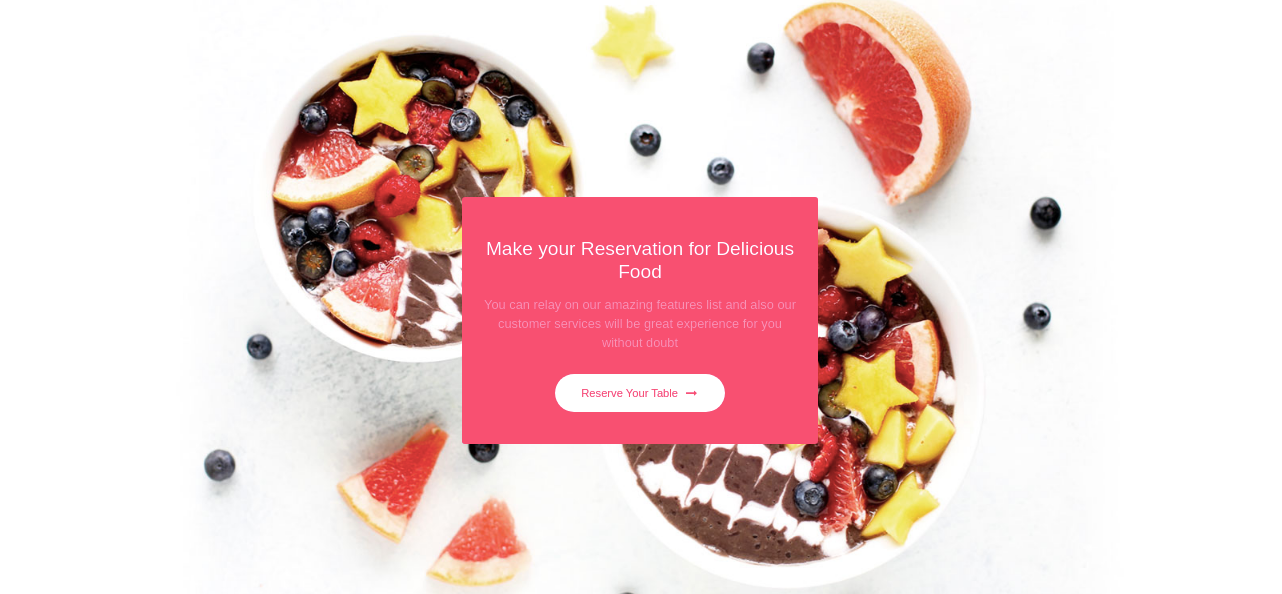 Make your Reservation for Delicious
Food
You can relay on our amazing features list and also our
customer services will be great experience for you
without doubt
Reserve Your Table